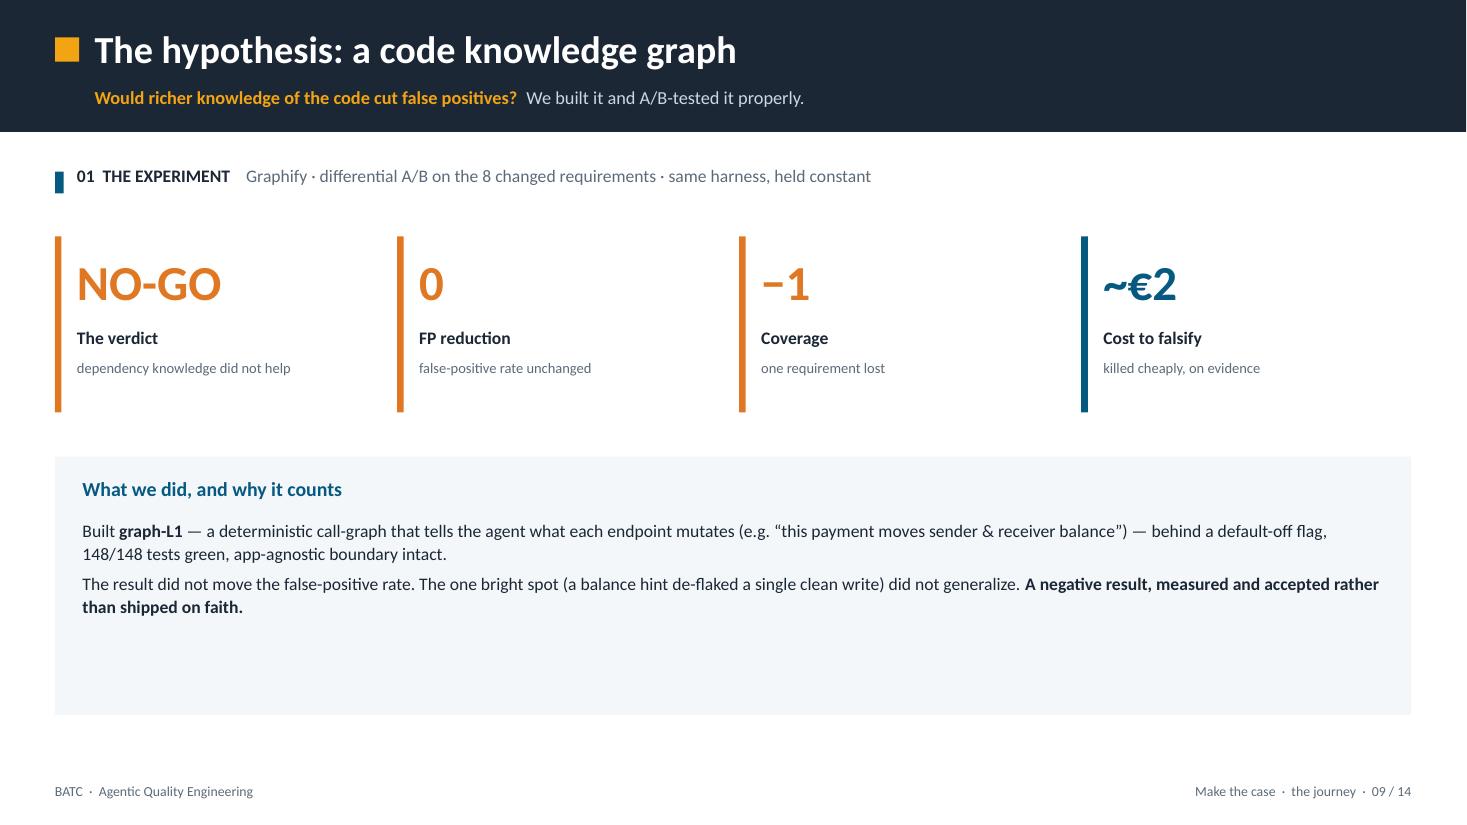 The hypothesis: a code knowledge graph
Would richer knowledge of the code cut false positives? We built it and A/B-tested it properly.
01 THE EXPERIMENT Graphify · differential A/B on the 8 changed requirements · same harness, held constant
NO-GO
The verdict
dependency knowledge did not help
0
FP reduction
false-positive rate unchanged
−1
Coverage
one requirement lost
~€2
Cost to falsify
killed cheaply, on evidence
What we did, and why it counts
Built graph-L1 — a deterministic call-graph that tells the agent what each endpoint mutates (e.g. “this payment moves sender & receiver balance”) — behind a default-off flag,
148/148 tests green, app-agnostic boundary intact.
The result did not move the false-positive rate. The one bright spot (a balance hint de-flaked a single clean write) did not generalize. A negative result, measured and accepted rather
than shipped on faith.
BATC · Agentic Quality Engineering
Make the case · the journey · 09 / 14